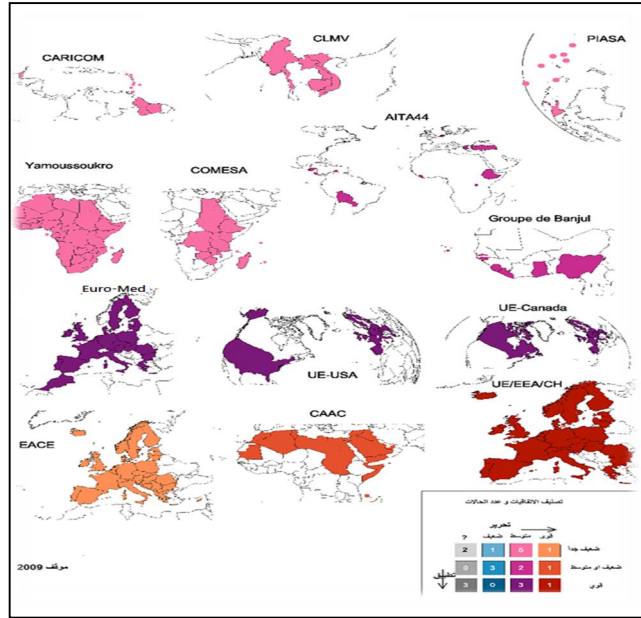 CARICOM
CLMV
PIASA
AITA44
Yamoussoukro
COMESA
Groupe de Banjul
Euro-Med
UE-USA
UE-Canada
UE/EEA/CH
EACE
CAAC
تصنيف الاتفاقيات و عدد الحالات
تحرير
? ضعيف متوسط قوي
2 1 5 1 ضعيف جداً
0 3 2 1 ضعيف او متوسط
تطبيق
3 0 3 1 قوي
موقف 2009